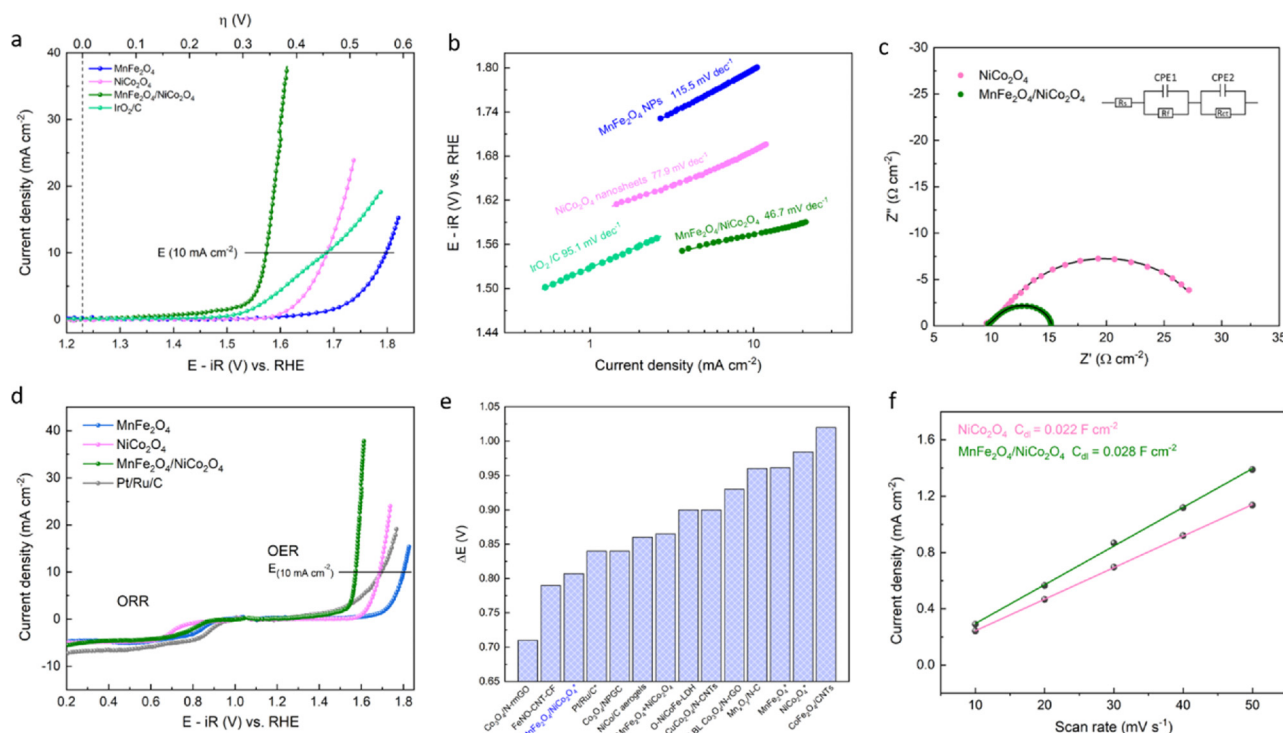 a
η (V)
0.0 0.1 0.2 0.3 0.4 0.5 0.6
MnFe₂O₄
NiCo₂O₄
MnFe₂O₄/NiCo₂O₄
IrO₂/C
40
30
20
10
0
E (10 mA cm⁻²)
Current density (mA cm⁻²)
1.2 1.3 1.4 1.5 1.6 1.7 1.8
E - iR (V) vs. RHE
b
1.80
1.74
1.68
1.62
1.56
1.50
1.44
E - iR (V) vs. RHE
MnFe₂O₄ NPs 115.5 mV dec⁻¹
NiCo₂O₄ nanosheets 77.9 mV dec⁻¹
MnFe₂O₄/NiCo₂O₄ 46.7 mV dec⁻¹
IrO₂/C 95.1 mV dec⁻¹
1 10
Current density (mA cm⁻²)
c
-30
-25
-20
-15
-10
-5
0
Z'' (Ω cm⁻²)
NiCo₂O₄
MnFe₂O₄/NiCo₂O₄
CPE1 CPE2
Rs Rf Rct
5 10 15 20 25 30 35
Z' (Ω cm⁻²)
d
MnFe₂O₄
NiCo₂O₄
MnFe₂O₄/NiCo₂O₄
Pt/Ru/C
50
40
30
20
10
0
-10
Current density (mA cm⁻²)
OER
E(10 mA cm⁻²)
ORR
0.2 0.4 0.6 0.8 1.0 1.2 1.4 1.6 1.8
E - iR (V) vs. RHE
e
1.05
1.00
0.95
0.90
0.85
0.80
0.75
0.70
0.65
ΔE (V)
Co₃O₄/N-rmGO
FeNO-CNT-CF
MnFe₂O₄/NiCo₂O₄*
Pt/Ru/C*
Co₃O₄/NPGC
NiCo/C aerogels
MnFe₂O₄+NiCo₂O₄
O-NiCoFe-LDH
CuCo₂O₄/N-CNTs
BL Co₃O₄/N-rGO
MnₓOᵧ/N-C
MnFe₂O₄*
NiCo₂O₄*
CoFe₂O₄/CNTs
f
NiCo₂O₄ Cdl = 0.022 F cm⁻²
MnFe₂O₄/NiCo₂O₄ Cdl = 0.028 F cm⁻²
1.6
1.2
0.8
0.4
0.0
Current density (mA cm⁻²)
10 20 30 40 50
Scan rate (mV s⁻¹)